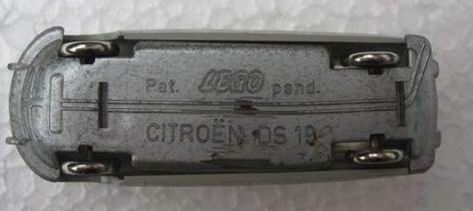 Pat. LEGO pend.
CITROËN DS 19